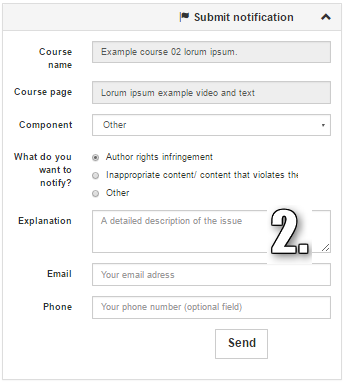 Submit notification
Course name
Example course 02 lorum ipsum.
Course page
Lorum ipsum example video and text
Component
Other
What do you want to notify?
Author rights infringement
Inappropriate content/ content that violates the
Other
Explanation
A detailed description of the issue
2.
Email
Your email adress
Phone
Your phone number (optional field)
Send